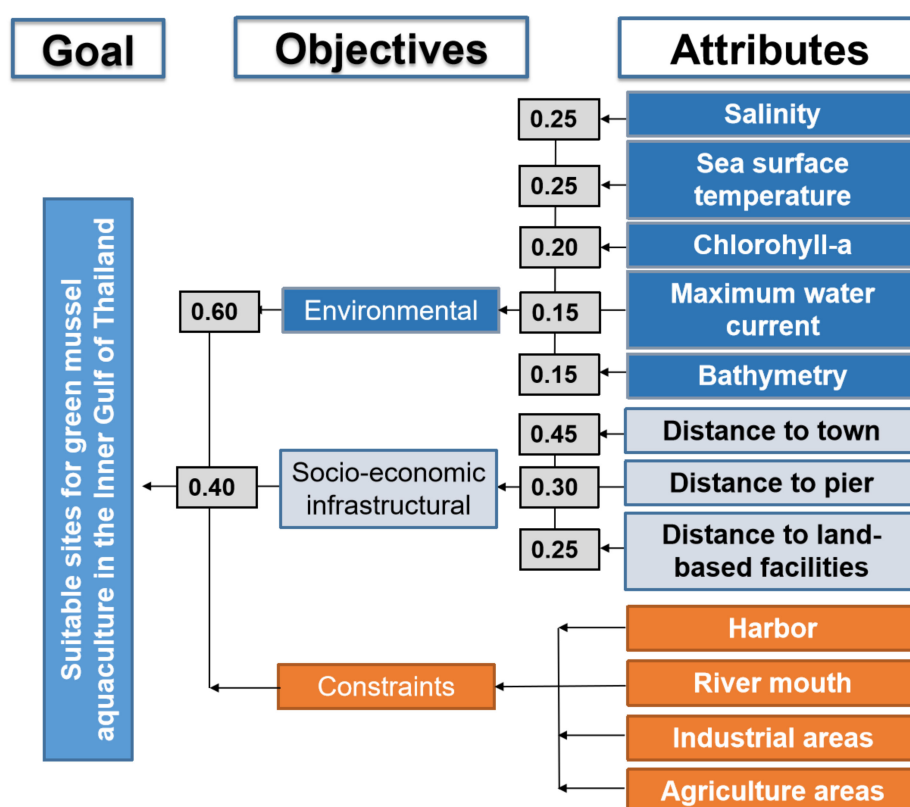 Goal
Objectives
Attributes
Suitable sites for green mussel
aquaculture in the Inner Gulf of Thailand
0.60
Environmental
0.40
Socio-economic
infrastructural
Constraints
0.25
Salinity
0.25
Sea surface
temperature
0.20
Chlorohyll-a
0.15
Maximum water
current
0.15
Bathymetry
0.45
Distance to town
0.30
Distance to pier
0.25
Distance to land-
based facilities
Harbor
River mouth
Industrial areas
Agriculture areas